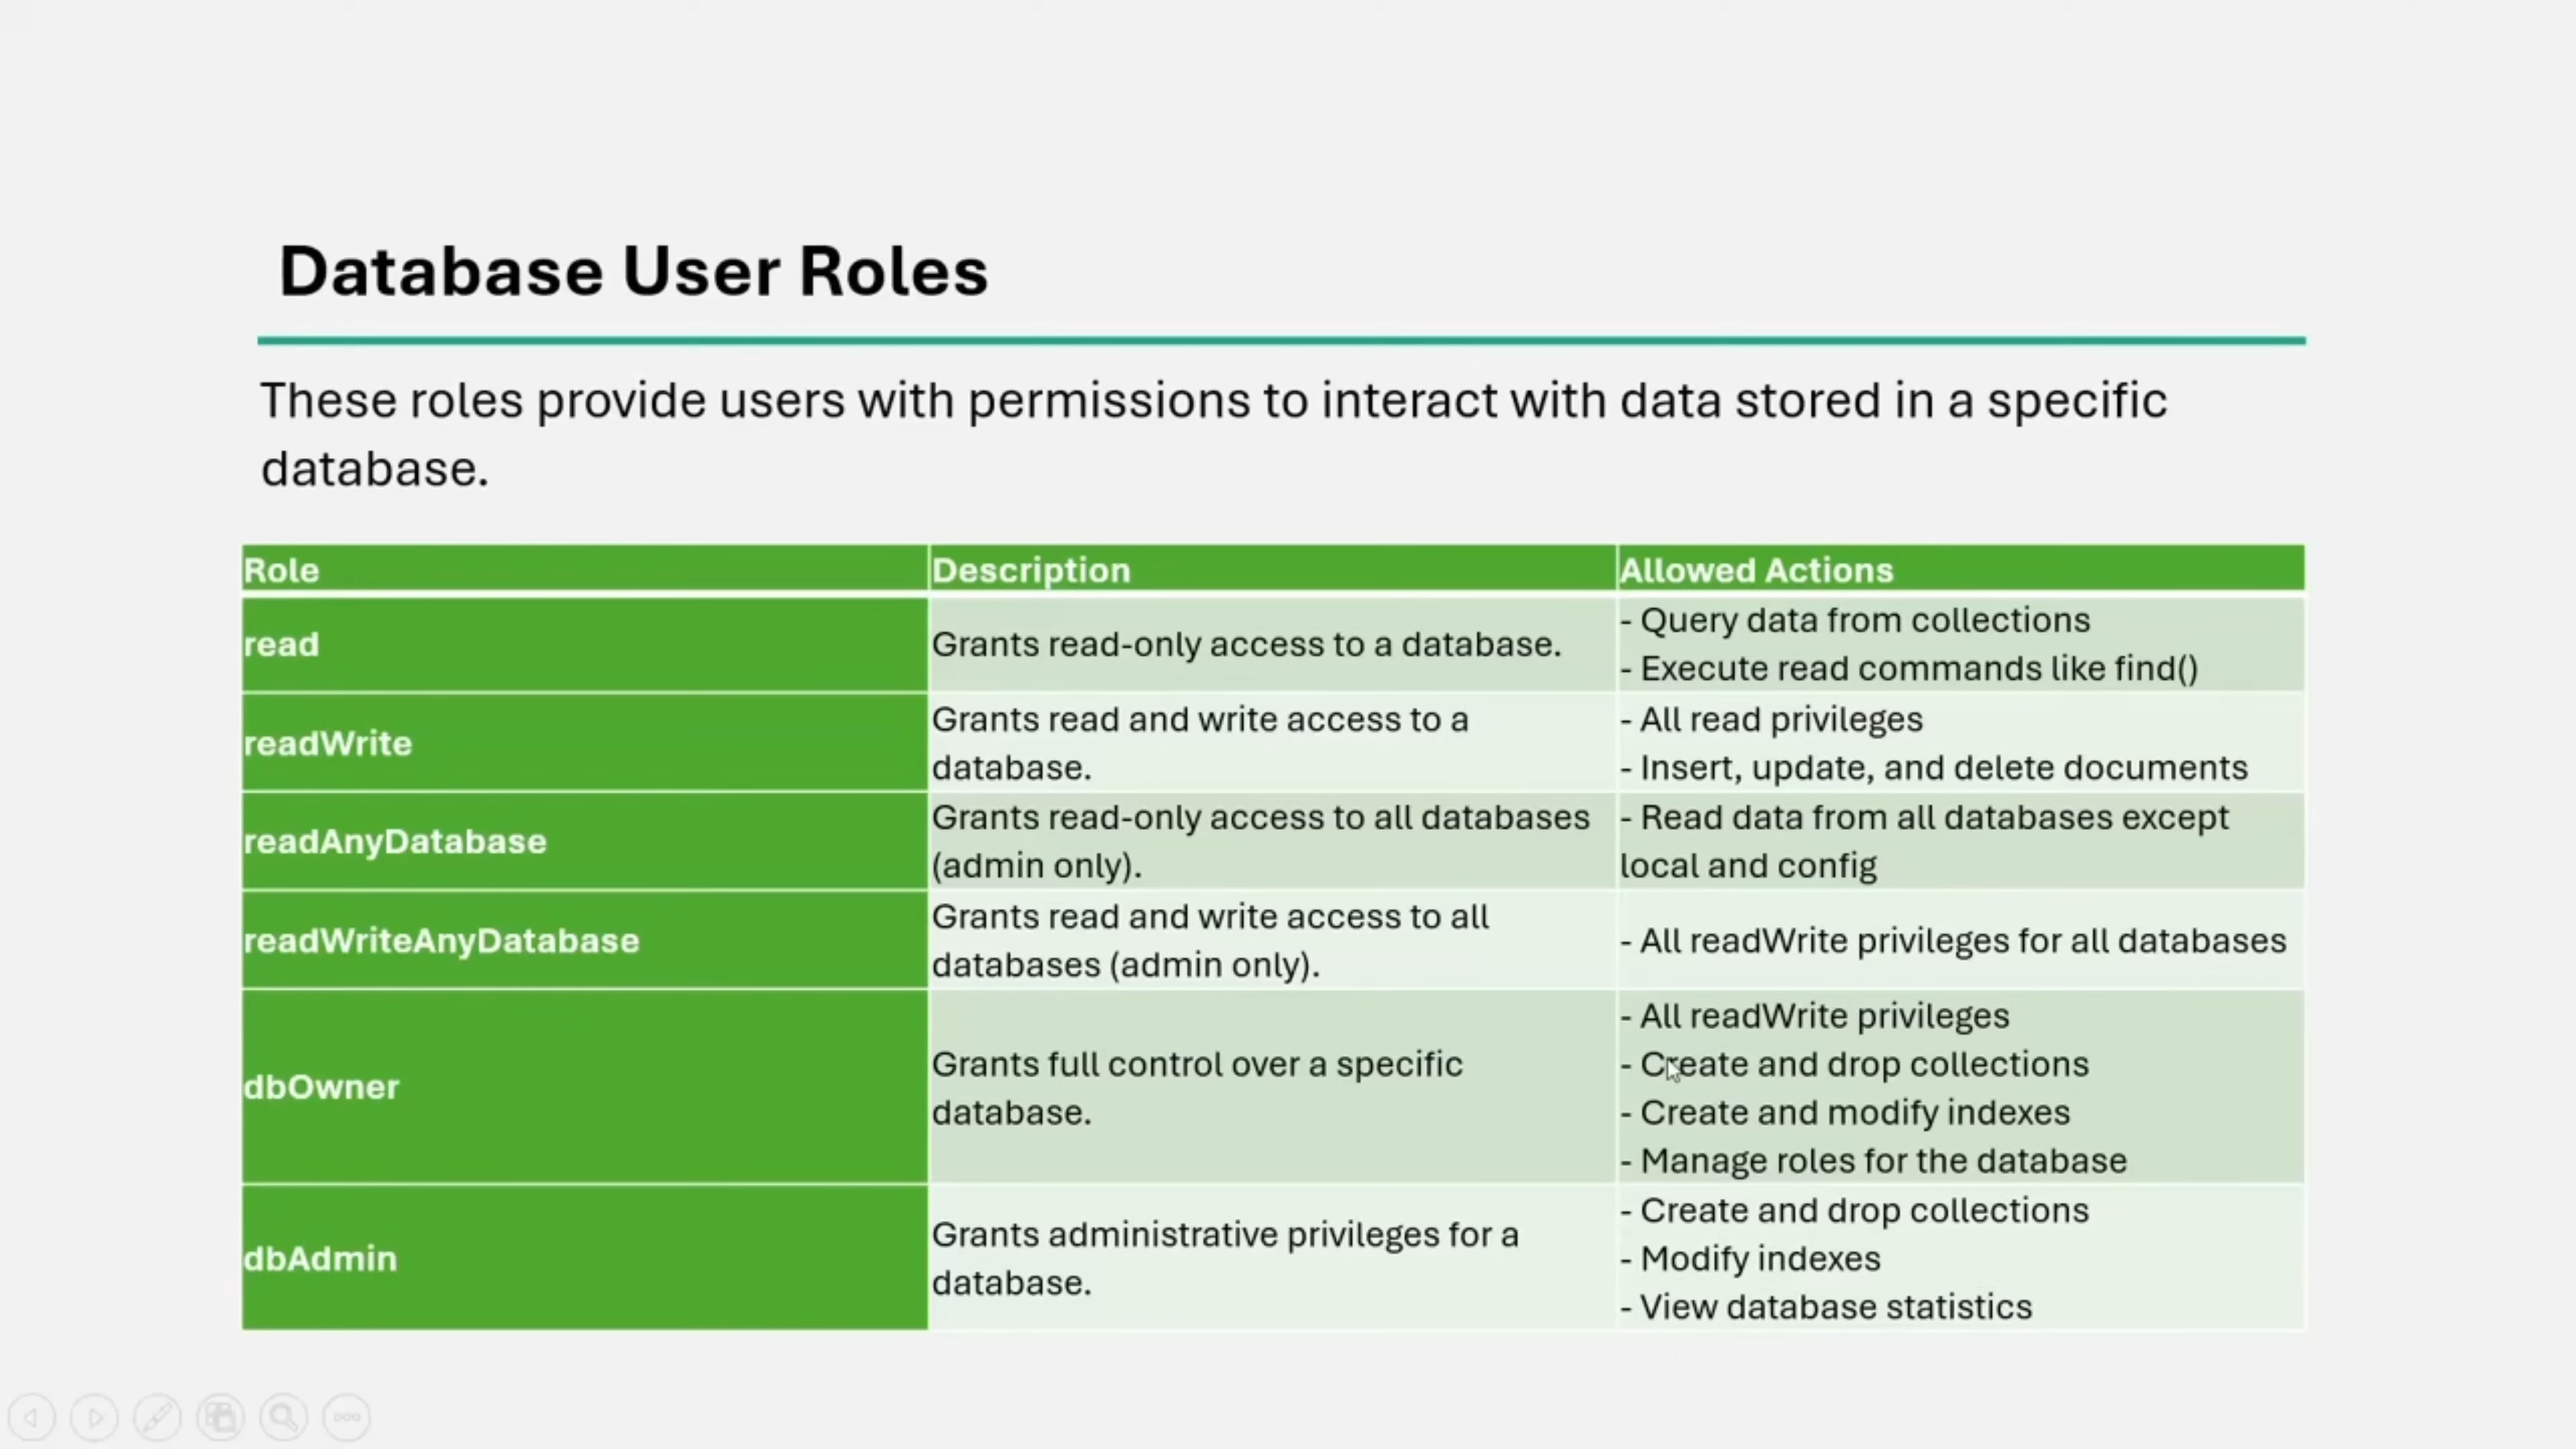 Database User Roles
These roles provide users with permissions to interact with data stored in a specific
database.
Role
Description
Allowed Actions
read
Grants read-only access to a database.
- Query data from collections
- Execute read commands like find()
readWrite
Grants read and write access to a
database.
- All read privileges
- Insert, update, and delete documents
readAnyDatabase
Grants read-only access to all databases
(admin only).
- Read data from all databases except
local and config
readWriteAnyDatabase
Grants read and write access to all
databases (admin only).
- All readWrite privileges for all databases
dbOwner
Grants full control over a specific
database.
- All readWrite privileges
- Create and drop collections
- Create and modify indexes
- Manage roles for the database
dbAdmin
Grants administrative privileges for a
database.
- Create and drop collections
- Modify indexes
- View database statistics